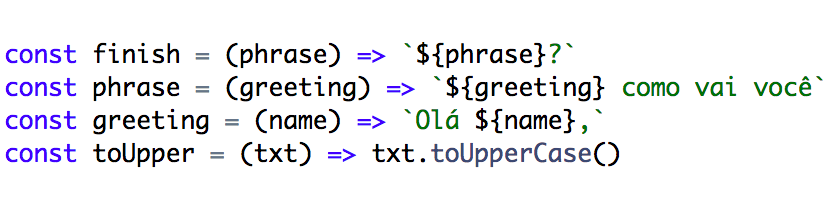 const finish = (phrase) => `${phrase}?`
const phrase = (greeting) => `${greeting} como vai você`
const greeting = (name) => `Olá ${name},`
const toUpper = (txt) => txt.toUpperCase()